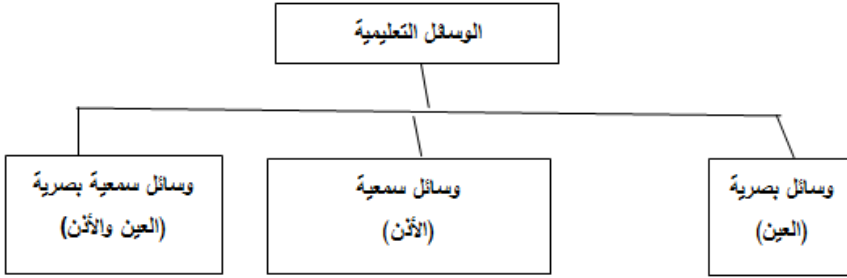 الوسائل التعليمية
وسائل بصرية
(العين)
وسائل سمعية
(الأذن)
وسائل سمعية بصرية
(العين والأذن)